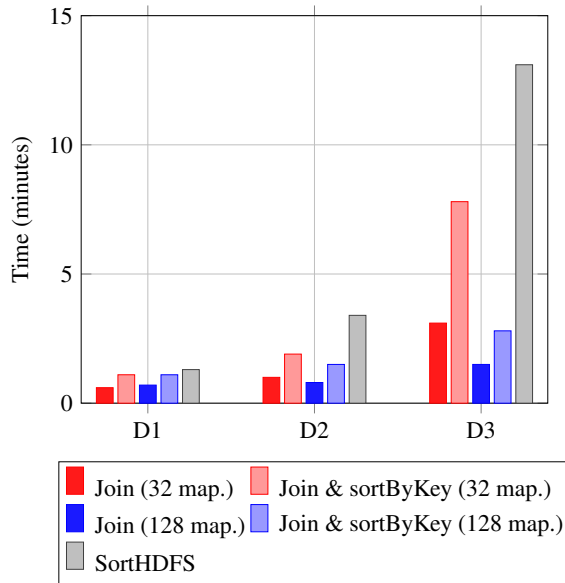 15
10
5
0
Time (minutes)
D1 D2 D3
Join (32 map.) Join & sortByKey (32 map.)
Join (128 map.) Join & sortByKey (128 map.)
SortHDFS